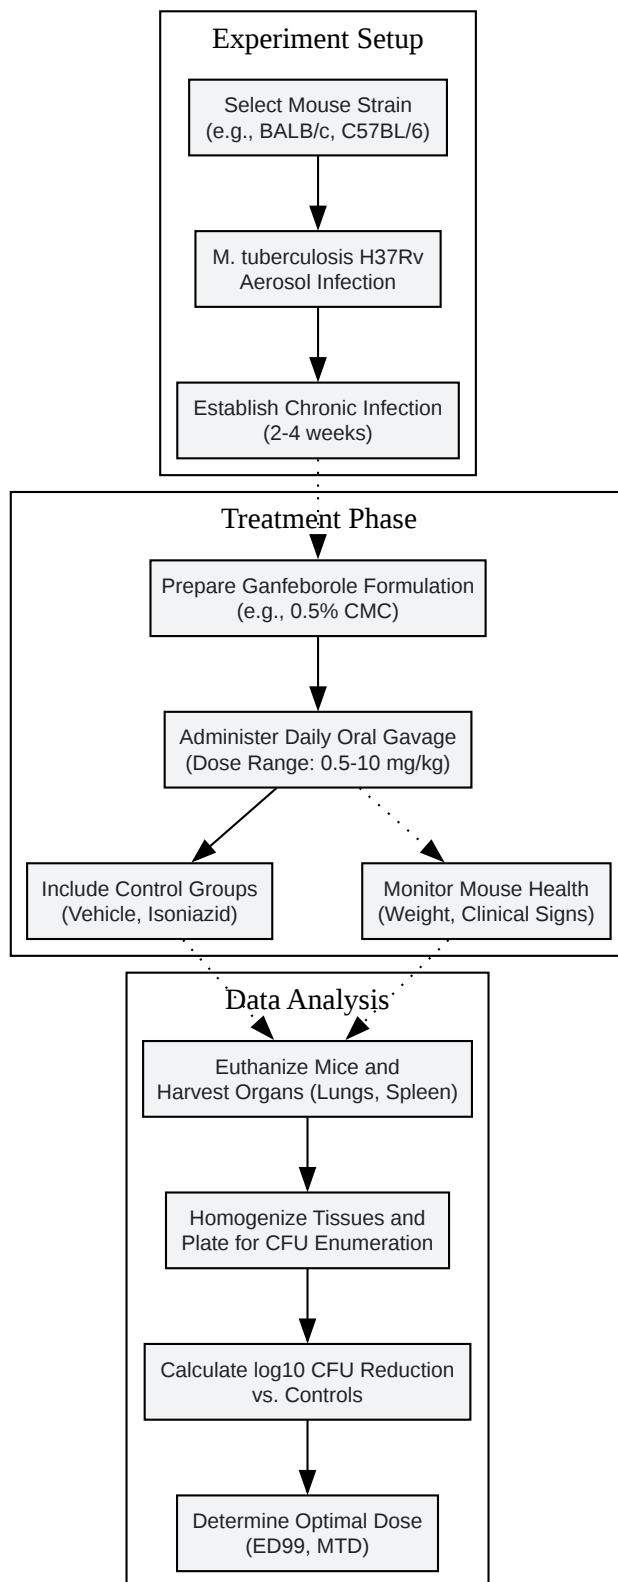 Experiment Setup
Select Mouse Strain
(e.g., BALB/c, C57BL/6)
M. tuberculosis H37Rv
Aerosol Infection
Establish Chronic Infection
(2-4 weeks)
Treatment Phase
Prepare Ganfeborole Formulation
(e.g., 0.5% CMC)
Administer Daily Oral Gavage
(Dose Range: 0.5-10 mg/kg)
Include Control Groups
(Vehicle, Isoniazid)
Monitor Mouse Health
(Weight, Clinical Signs)
Data Analysis
Euthanize Mice and
Harvest Organs (Lungs, Spleen)
Homogenize Tissues and
Plate for CFU Enumeration
Calculate log10 CFU Reduction
vs. Controls
Determine Optimal Dose
(ED99, MTD)